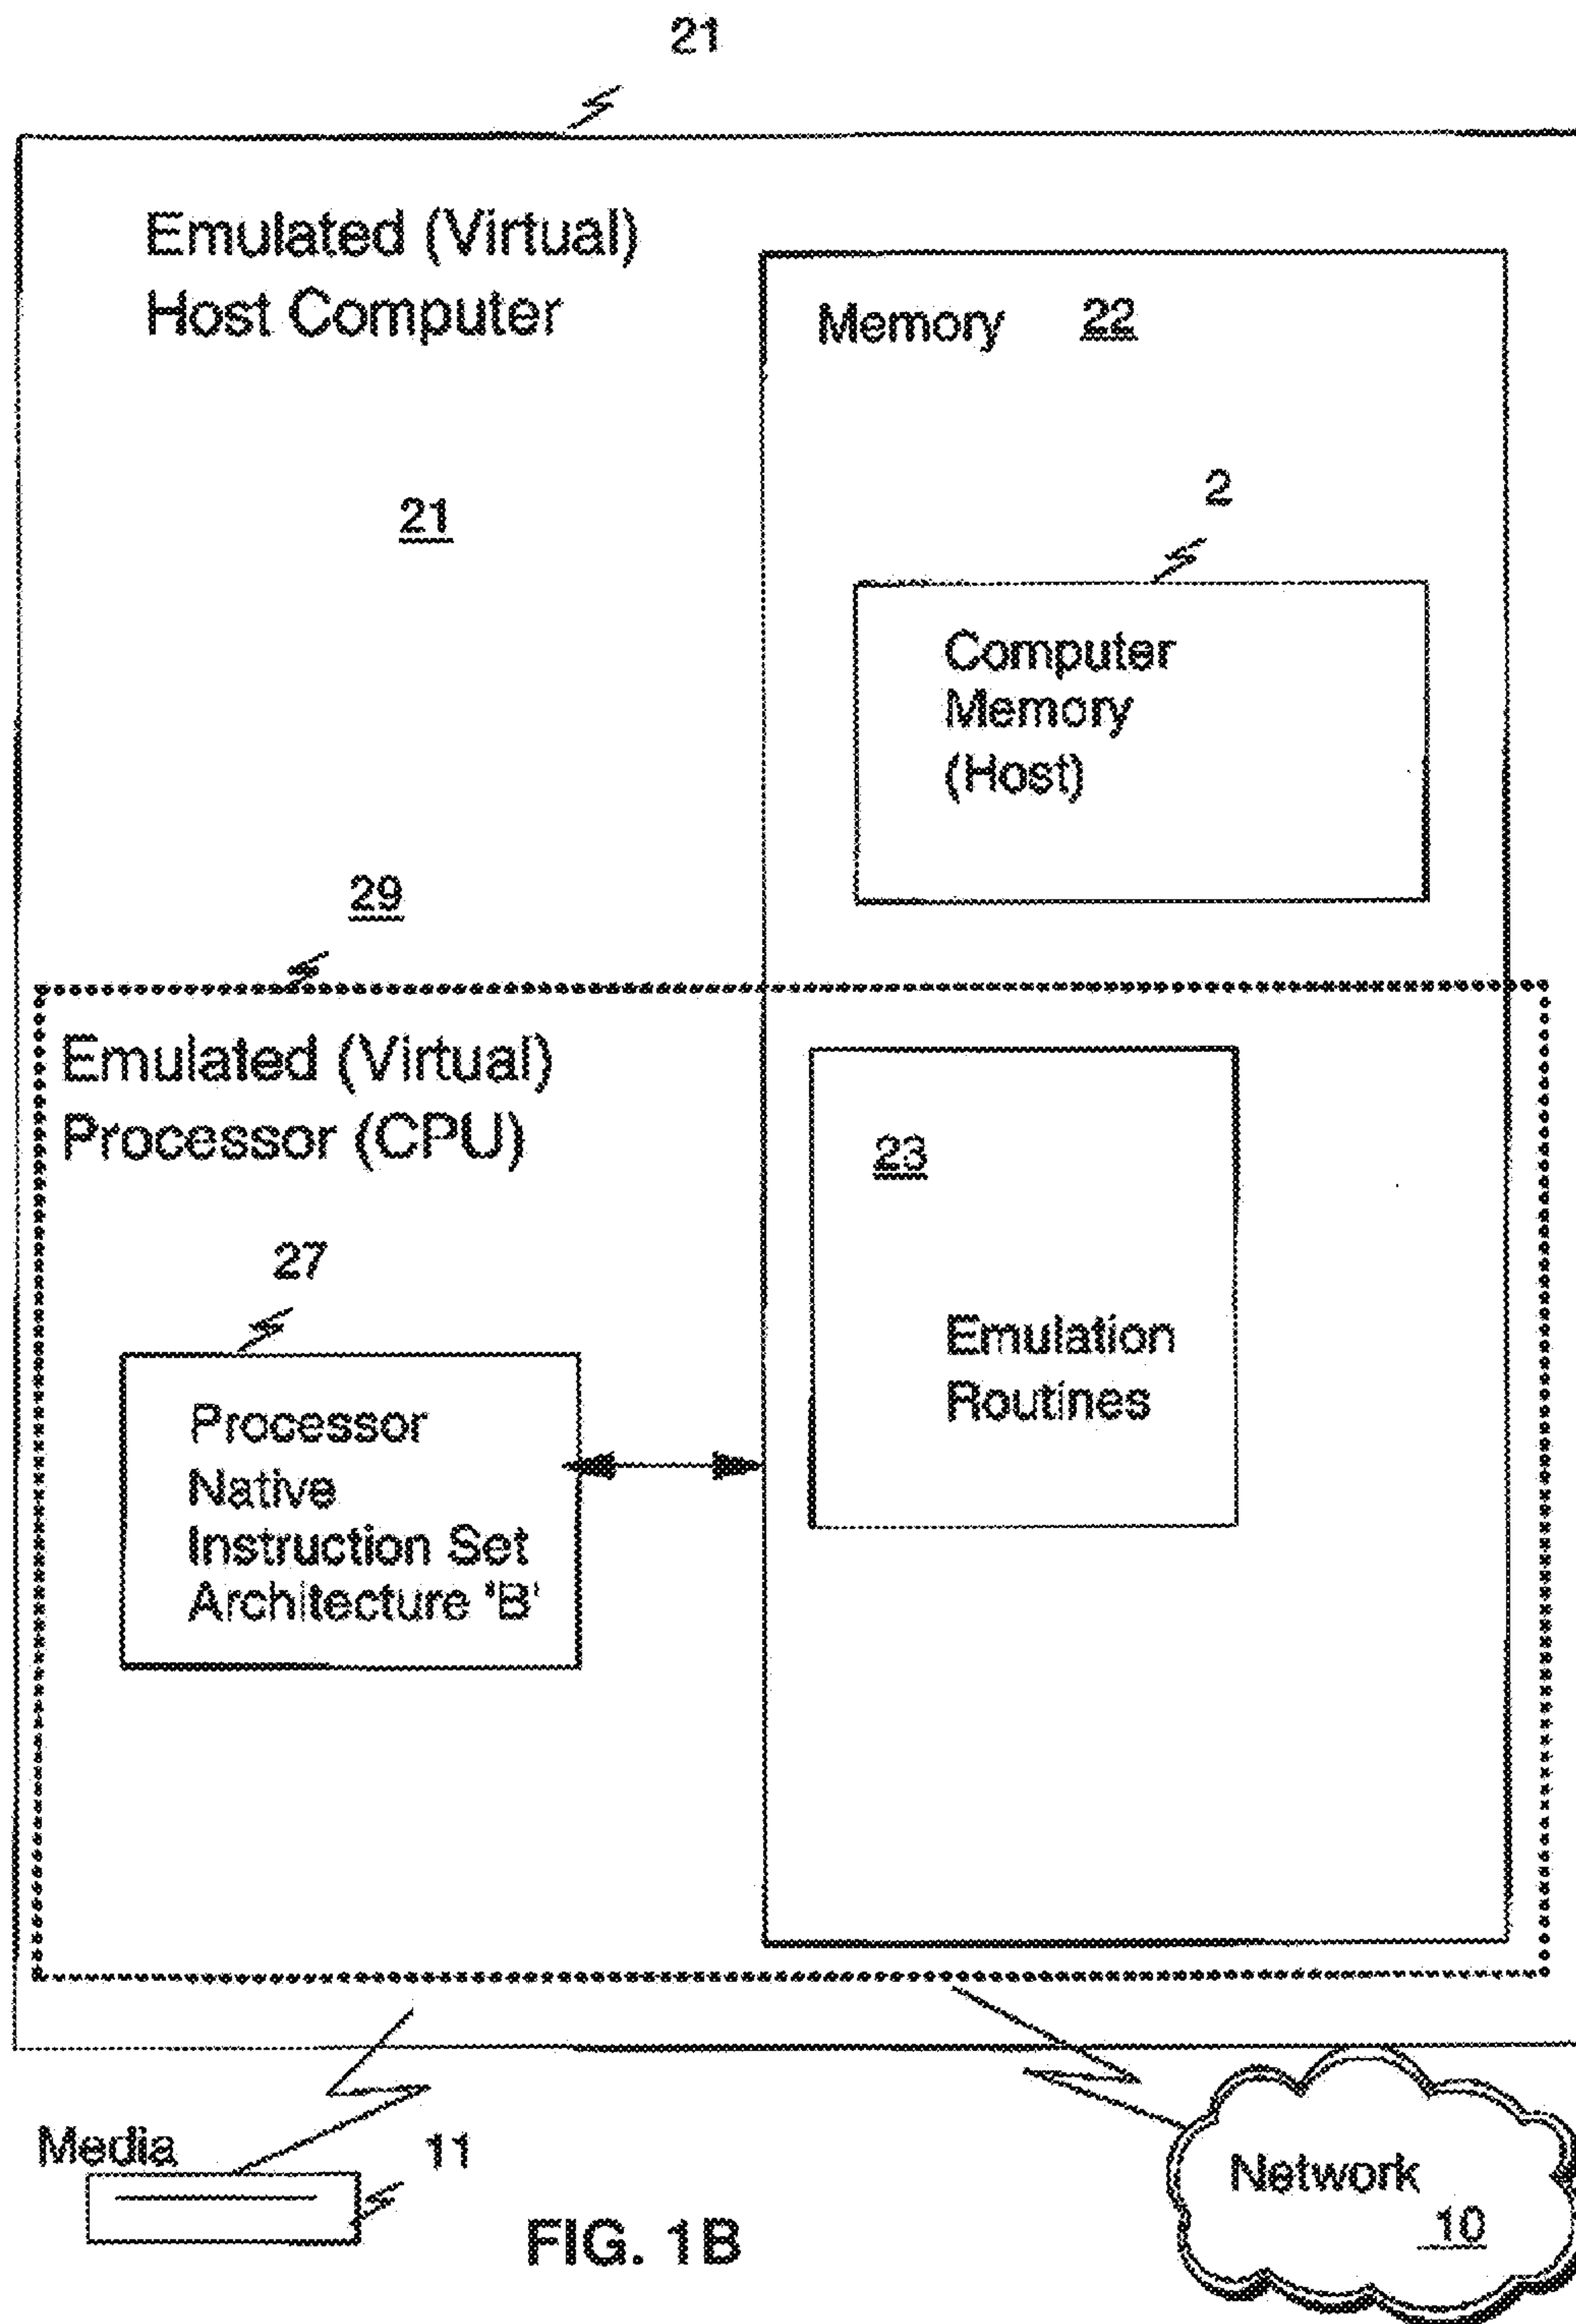 21
Emulated (Virtual)
Host Computer
Memory 22
21
2
Computer
Memory
(Host)
29
Emulated (Virtual)
Processor (CPU)
23
27
Emulation
Routines
Processor
Native
Instruction Set
Architecture 'B'
Media
11
Network
10
FIG. 1B